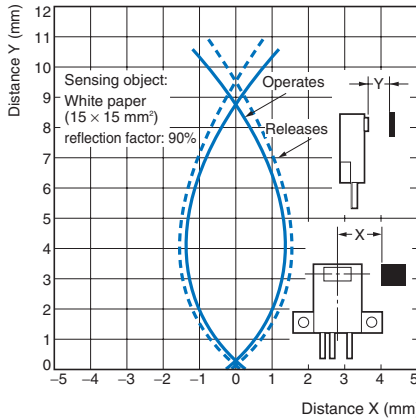 Distance Y (mm)
12
11
10
9
8
7
6
5
4
3
2
1
0
Sensing object:
White paper
(15 × 15 mm²)
reflection factor: 90%
Operates
Releases
Y
X
−5 −4 −3 −2 −1 0 1 2 3 4 5
Distance X (mm